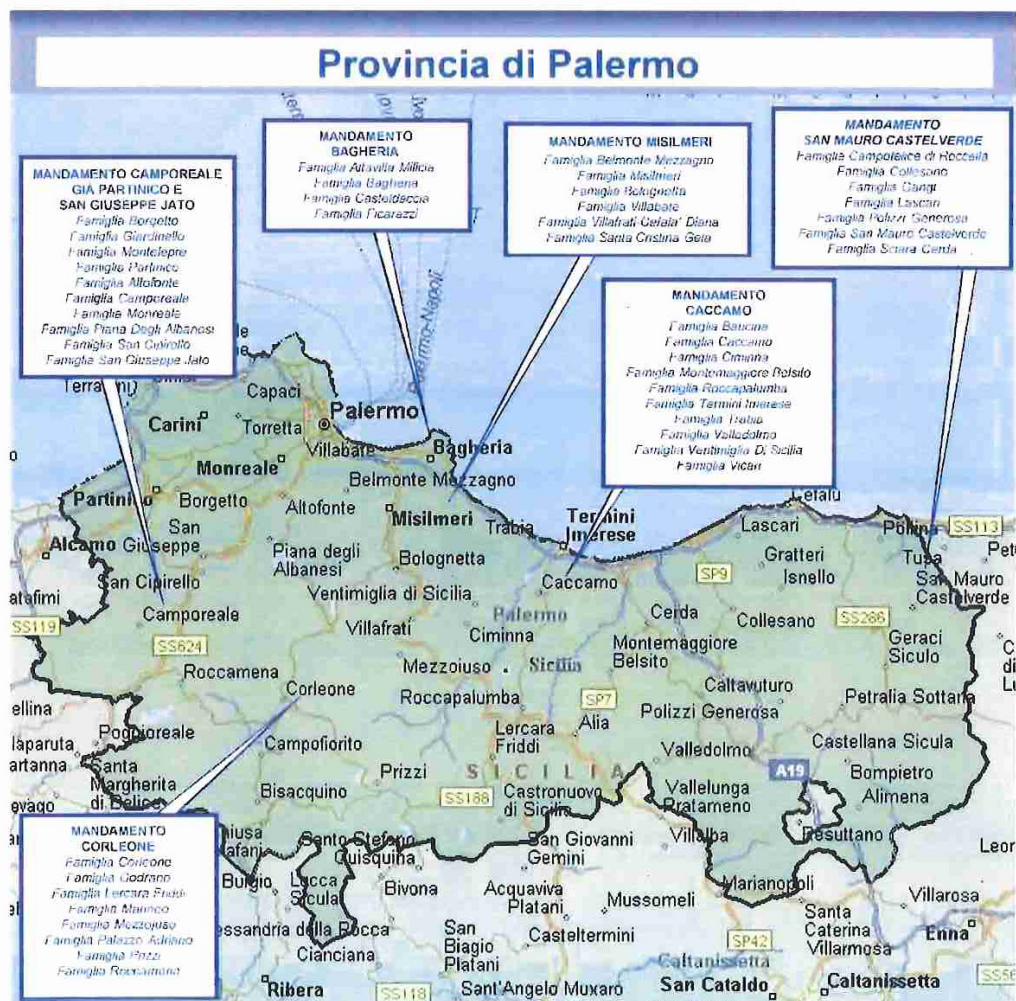 Provincia di Palermo
MANDAMENTO CAMPOREALE
GIÀ PARTINICO E
SAN GIUSEPPE JATO
Famiglia Borgetto
Famiglia Giardinello
Famiglia Montelepre
Famiglia Partinico
Famiglia Altofonte
Famiglia Camporeale
Famiglia Monreale
Famiglia Piana Degli Albanesi
Famiglia San Cipirello
Famiglia San Giuseppe Jato
MANDAMENTO
BAGHERIA
Famiglia Altavilla Milicia
Famiglia Bagheria
Famiglia Casteldaccia
Famiglia Ficarazzi
MANDAMENTO MISILMERI
Famiglia Belmonte Mezzagno
Famiglia Misilmeri
Famiglia Bolognetta
Famiglia Villabate
Famiglia Villafrati-Cefala' Diana
Famiglia Santa Cristina Gela
MANDAMENTO
SAN MAURO CASTELVERDE
Famiglia Campofelice di Roccella
Famiglia Collesano
Famiglia Gangi
Famiglia Lascari
Famiglia Polizzi Generosa
Famiglia San Mauro Castelverde
Famiglia Sciara Cerda
MANDAMENTO
CACCAMO
Famiglia Baucina
Famiglia Caccamo
Famiglia Ciminna
Famiglia Montemaggiore Belsito
Famiglia Roccapalumba
Famiglia Termini Imerese
Famiglia Trabia
Famiglia Valledolmo
Famiglia Ventimiglia Di Sicilia
Famiglia Vicari
MANDAMENTO
CORLEONE
Famiglia Corleone
Famiglia Godrano
Famiglia Lercara Friddi
Famiglia Marineo
Famiglia Mezzojuso
Famiglia Palazzo Adriano
Famiglia Prizzi
Famiglia Roccamena
Palermo-Napoli
Capaci
Palermo
Carini
Torretta
Villabate
Bagheria
Monreale
Belmonte Mezzagno
Partinico
Borgetto
Altofonte
Misilmeri
Trabia
Termini
Imerese
Lascari
Pollina
SS113
Alcamo
San
Giuseppe
Piana degli
Albanesi
Bolognetta
Gratteri
Isnello
Tusa
San Mauro
Castelverde
San Cipirello
Caccamo
SP9
Camporeale
Ventimiglia di Sicilia
Palermo
Cerda
Collesano
SS286
SS119
SS624
Villafrati
Ciminna
Montemaggiore
Belsito
Geraci
Siculo
Roccamena
Mezzoiuso
Sicilia
Corleone
Roccapalumba
SP7
Caltavuturo
Petralia Sottana
Polizzi Generosa
Alia
Poggioreale
Campofiorito
Lercara
Friddi
Valledolmo
Castellana Sicula
Santa
Margherita
di Belice
Prizzi
SICILIA
A19
Bompietro
Bisacquino
SS188
Castronuovo
di Sicilia
Vallelunga
Pratameno
Alimena
Villalba
Resuttano
Santo Stefano
Quisquina
San Giovanni
Gemini
Burgio
Lucca
Sicula
Bivona
Acquaviva
Platani
Mussomeli
Marianopoli
Villarosa
Santa
Caterina
Villarmosa
Enna
Cianciana
San
Biagio
Platani
Casteltermini
SP42
Caltanissetta
Ribera
SS118
Sant'Angelo Muxaro
San Cataldo
Caltanissetta